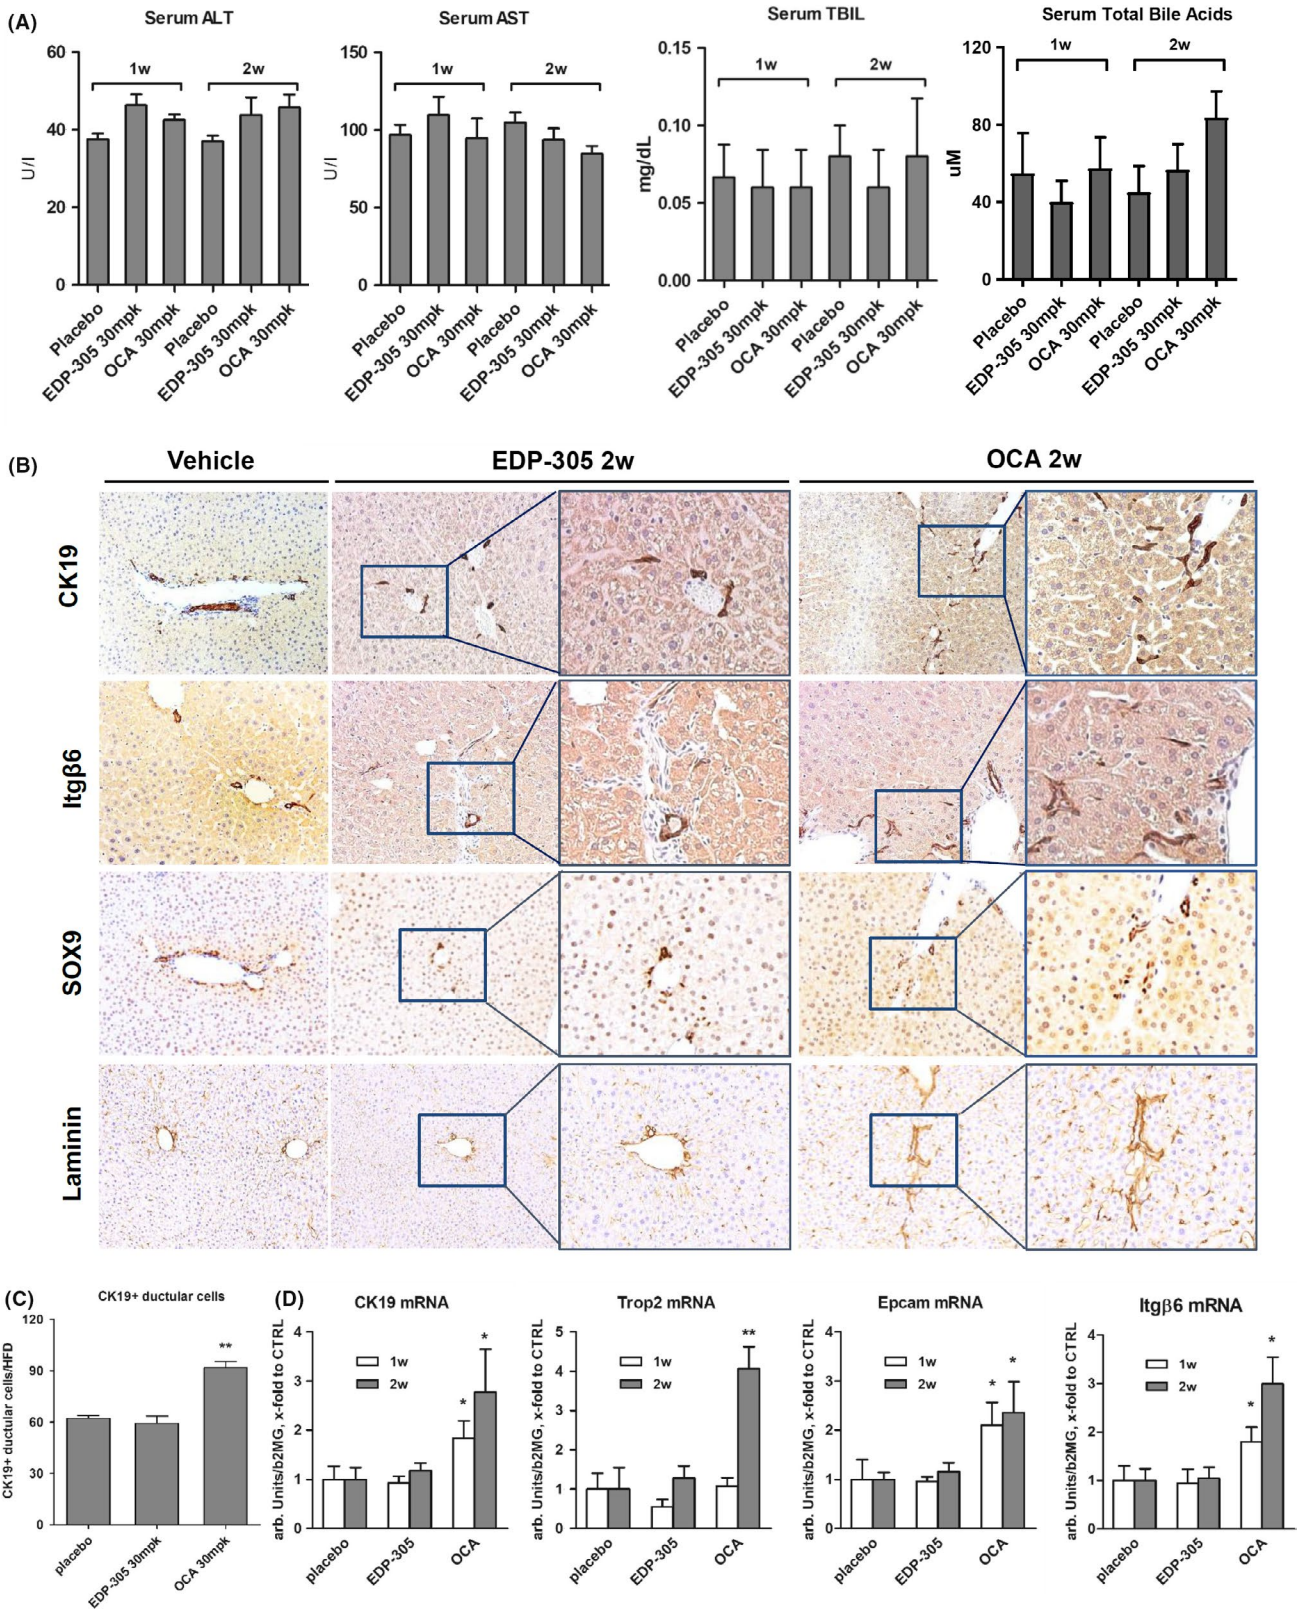 (A)
Serum ALT
60
40
20
0
U/l
1w
2w
Placebo
EDP-305 30mpk
OCA 30mpk
Placebo
EDP-305 30mpk
OCA 30mpk
Serum AST
150
100
50
0
U/l
1w
2w
Placebo
EDP-305 30mpk
OCA 30mpk
Placebo
EDP-305 30mpk
OCA 30mpk
Serum TBIL
0.15
0.10
0.05
0.00
mg/dL
1w
2w
Placebo
EDP-305 30mpk
OCA 30mpk
Placebo
EDP-305 30mpk
OCA 30mpk
Serum Total Bile Acids
120
80
40
0
uM
1w
2w
Placebo
EDP-305 30mpk
OCA 30mpk
Placebo
EDP-305 30mpk
OCA 30mpk
(B)
Vehicle
EDP-305 2w
OCA 2w
CK19
Itgβ6
SOX9
Laminin
(C)
CK19+ ductular cells
120
90
60
30
0
CK19+ ductular cells/HFD
**
placebo
EDP-305 30mpk
OCA 30mpk
(D)
CK19 mRNA
4
3
2
1
0
arb. Units/b2MG, x-fold to CTRL
1w
2w
*
*
placebo
EDP-305
OCA
Trop2 mRNA
5
4
3
2
1
0
arb. Units/b2MG, x-fold to CTRL
1w
2w
**
placebo
EDP-305
OCA
Epcam mRNA
4
3
2
1
0
arb. Units/b2MG, x-fold to CTRL
1w
2w
*
*
placebo
EDP-305
OCA
Itgβ6 mRNA
4
3
2
1
0
arb. Units/b2MG, x-fold to CTRL
1w
2w
*
*
placebo
EDP-305
OCA